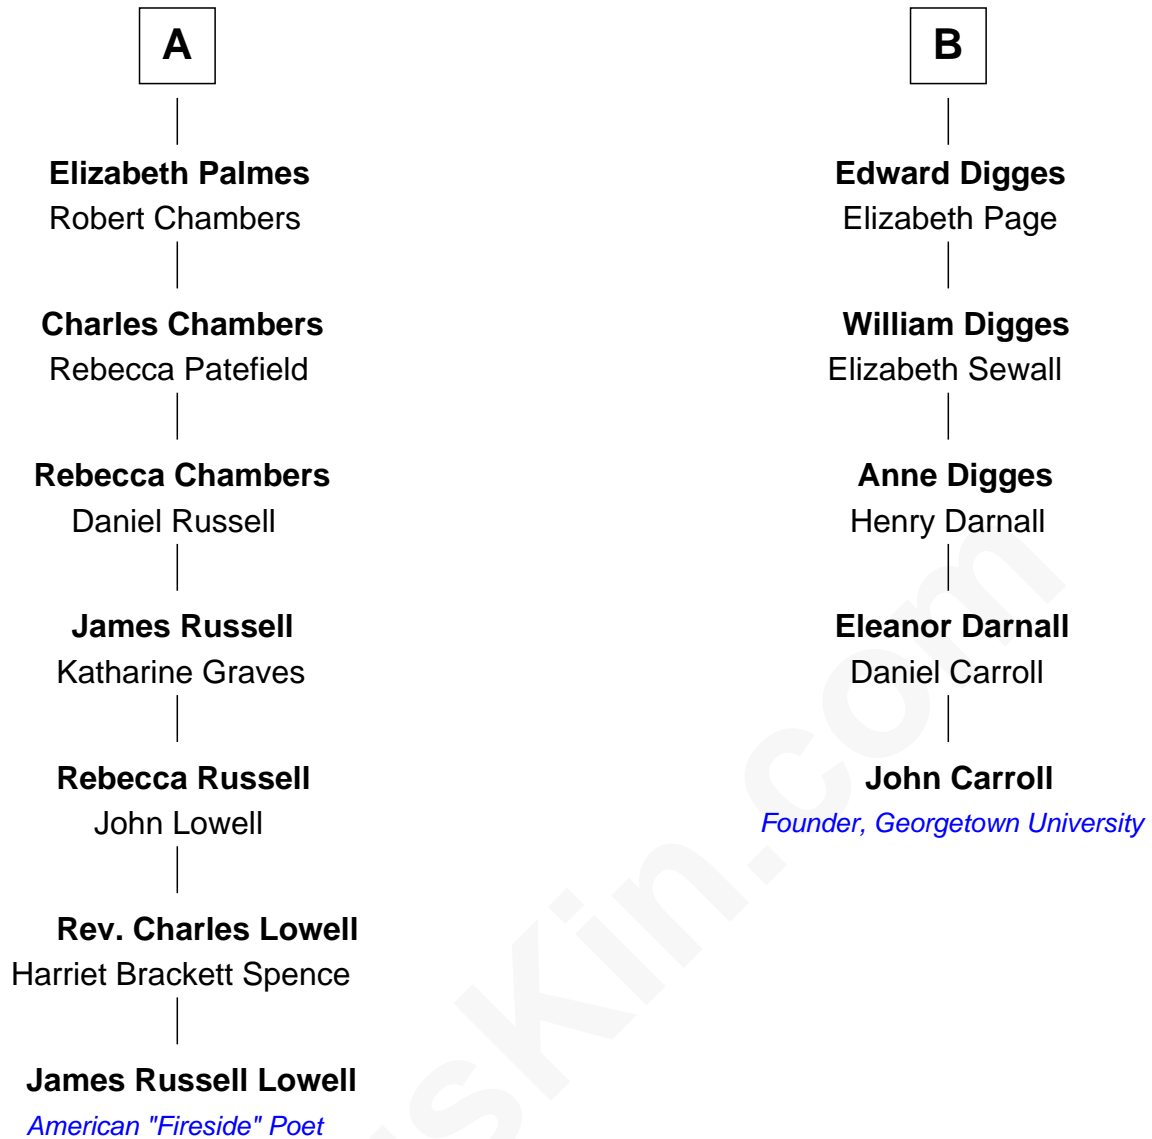 A
Elizabeth Palmes
Robert Chambers
Charles Chambers
Rebecca Patefield
Rebecca Chambers
Daniel Russell
James Russell
Katharine Graves
Rebecca Russell
John Lowell
Rev. Charles Lowell
Harriet Brackett Spence
James Russell Lowell
American "Fireside" Poet
B
Edward Digges
Elizabeth Page
William Digges
Elizabeth Sewall
Anne Digges
Henry Darnall
Eleanor Darnall
Daniel Carroll
John Carroll
Founder, Georgetown University
usKin.com